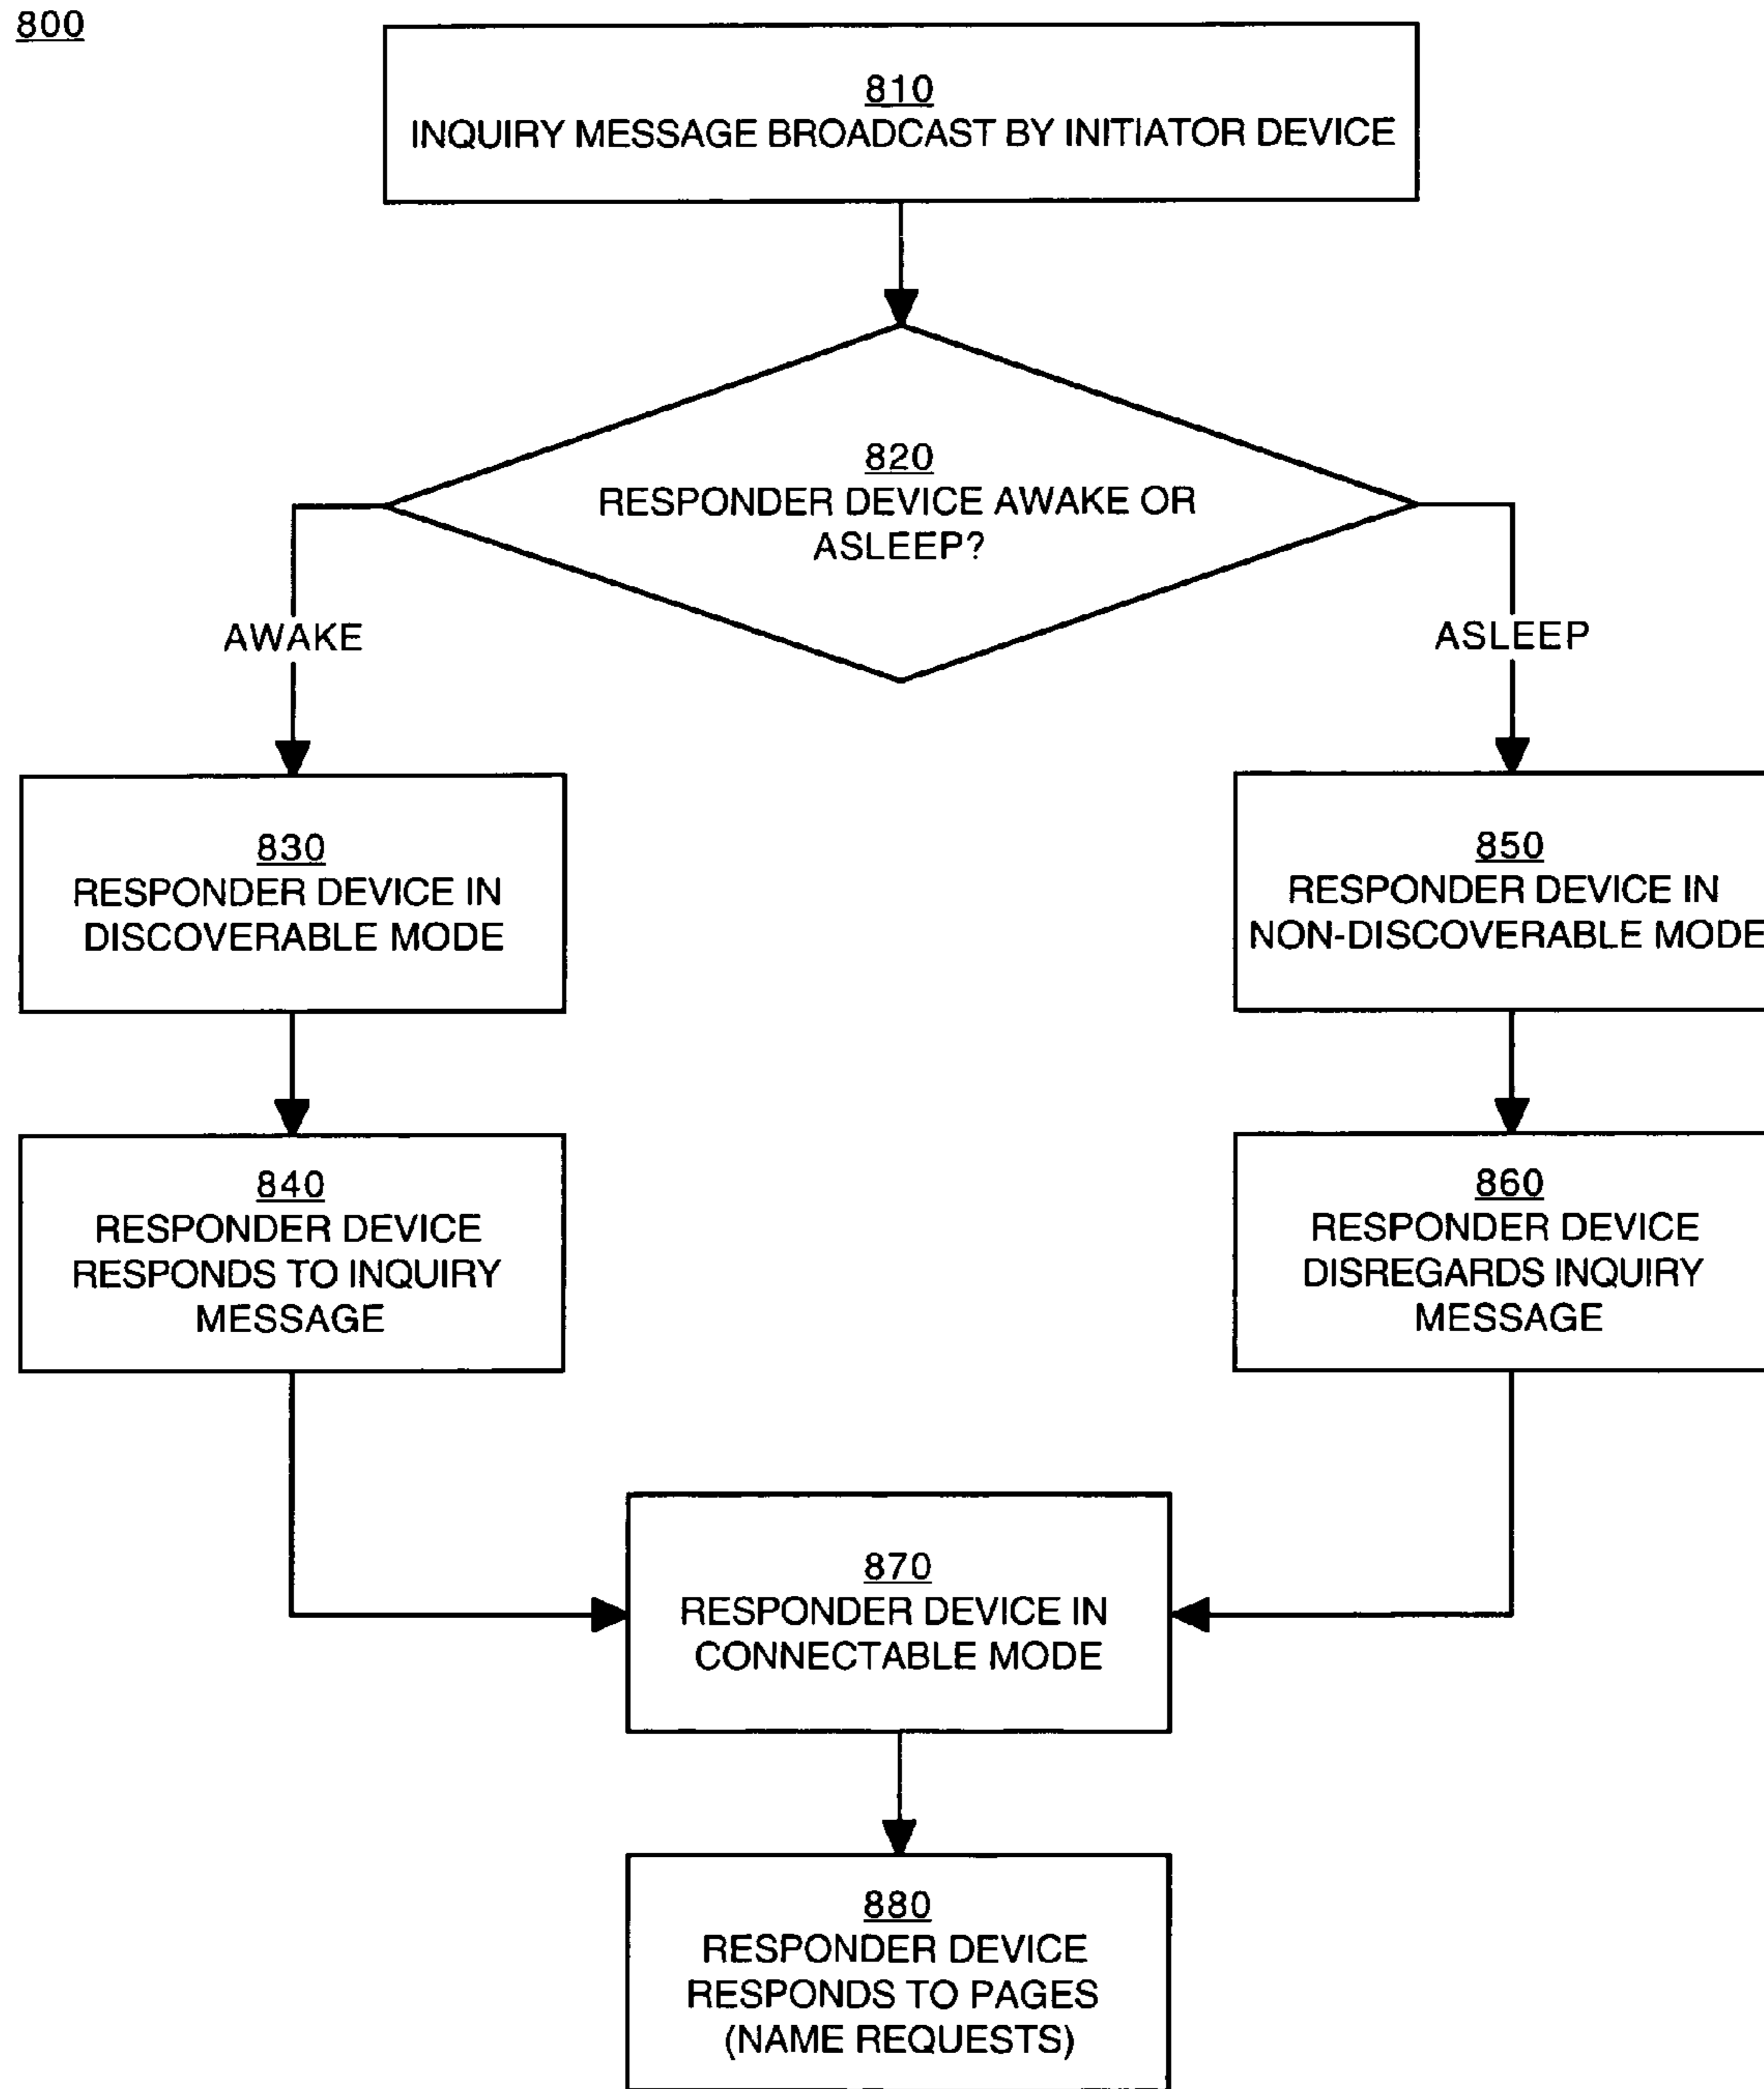 800
810
INQUIRY MESSAGE BROADCAST BY INITIATOR DEVICE
820
RESPONDER DEVICE AWAKE OR
ASLEEP?
AWAKE
ASLEEP
830
RESPONDER DEVICE IN
DISCOVERABLE MODE
850
RESPONDER DEVICE IN
NON-DISCOVERABLE MODE
840
RESPONDER DEVICE
RESPONDS TO INQUIRY
MESSAGE
860
RESPONDER DEVICE
DISREGARDS INQUIRY
MESSAGE
870
RESPONDER DEVICE IN
CONNECTABLE MODE
880
RESPONDER DEVICE
RESPONDS TO PAGES
(NAME REQUESTS)